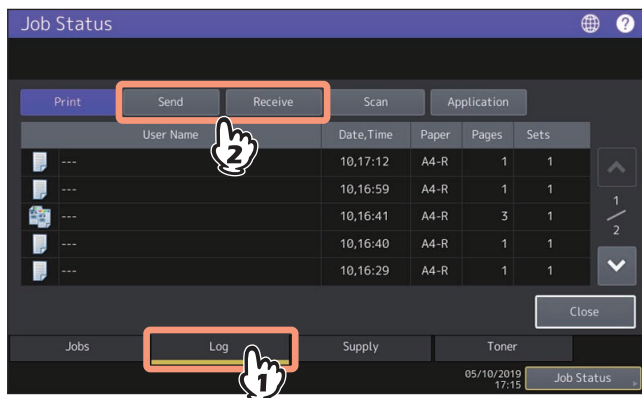 Job Status ?
Print Send Receive Scan Application
User Name Date,Time Paper Pages Sets
--- 10,17:12 A4-R 1 1
--- 10,16:59 A4-R 1 1
--- 10,16:41 A4-R 3 1
--- 10,16:40 A4-R 1 1
--- 10,16:29 A4-R 1 1
1
/
2
2
Close
Jobs Log Supply Toner
1
05/10/2019
17:15
Job Status